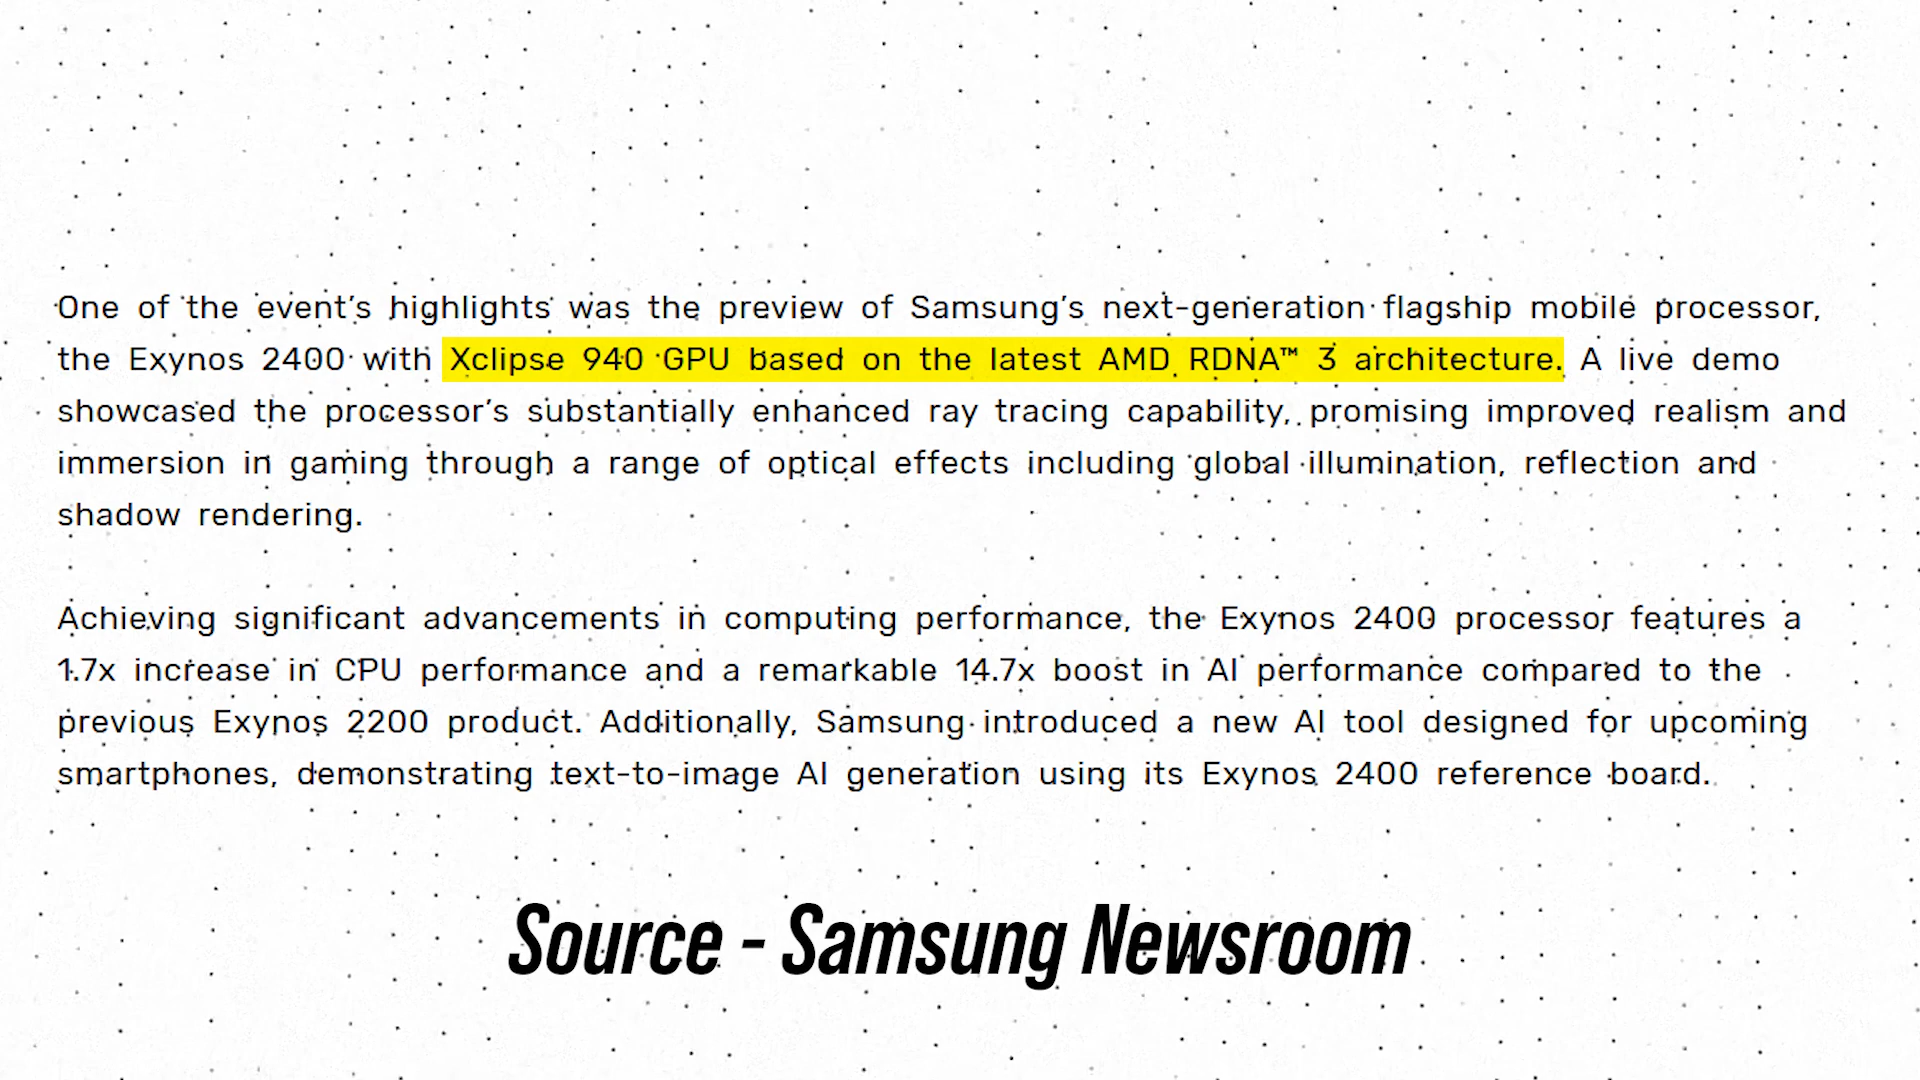 One of the event's highlights was the preview of Samsung's next-generation flagship mobile processor,
the Exynos 2400 with Xclipse 940 GPU based on the latest AMD RDNA™ 3 architecture. A live demo
showcased the processor's substantially enhanced ray tracing capability, promising improved realism and
immersion in gaming through a range of optical effects including global illumination, reflection and
shadow rendering.
Achieving significant advancements in computing performance, the Exynos 2400 processor features a
1.7x increase in CPU performance and a remarkable 14.7x boost in AI performance compared to the
previous Exynos 2200 product. Additionally, Samsung introduced a new AI tool designed for upcoming
smartphones, demonstrating text-to-image AI generation using its Exynos 2400 reference board.
Source - Samsung Newsroom